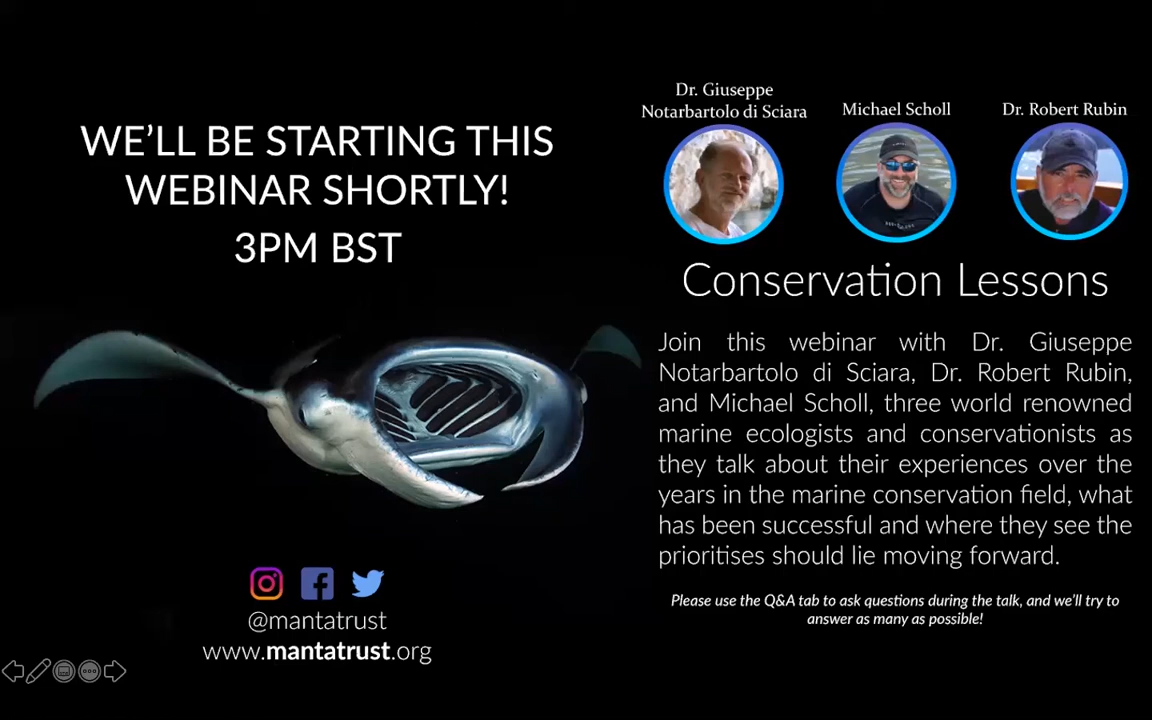 WE'LL BE STARTING THIS
WEBINAR SHORTLY!
3PM BST
@mantatrust
www.mantatrust.org
Dr. Giuseppe
Notarbartolo di Sciara
Michael Scholl
Dr. Robert Rubin
Conservation Lessons
Join this webinar with Dr. Giuseppe
Notarbartolo di Sciara, Dr. Robert Rubin,
and Michael Scholl, three world renowned
marine ecologists and conservationists as
they talk about their experiences over the
years in the marine conservation field, what
has been successful and where they see the
prioritises should lie moving forward.
Please use the Q&A tab to ask questions during the talk, and we'll try to
answer as many as possible!